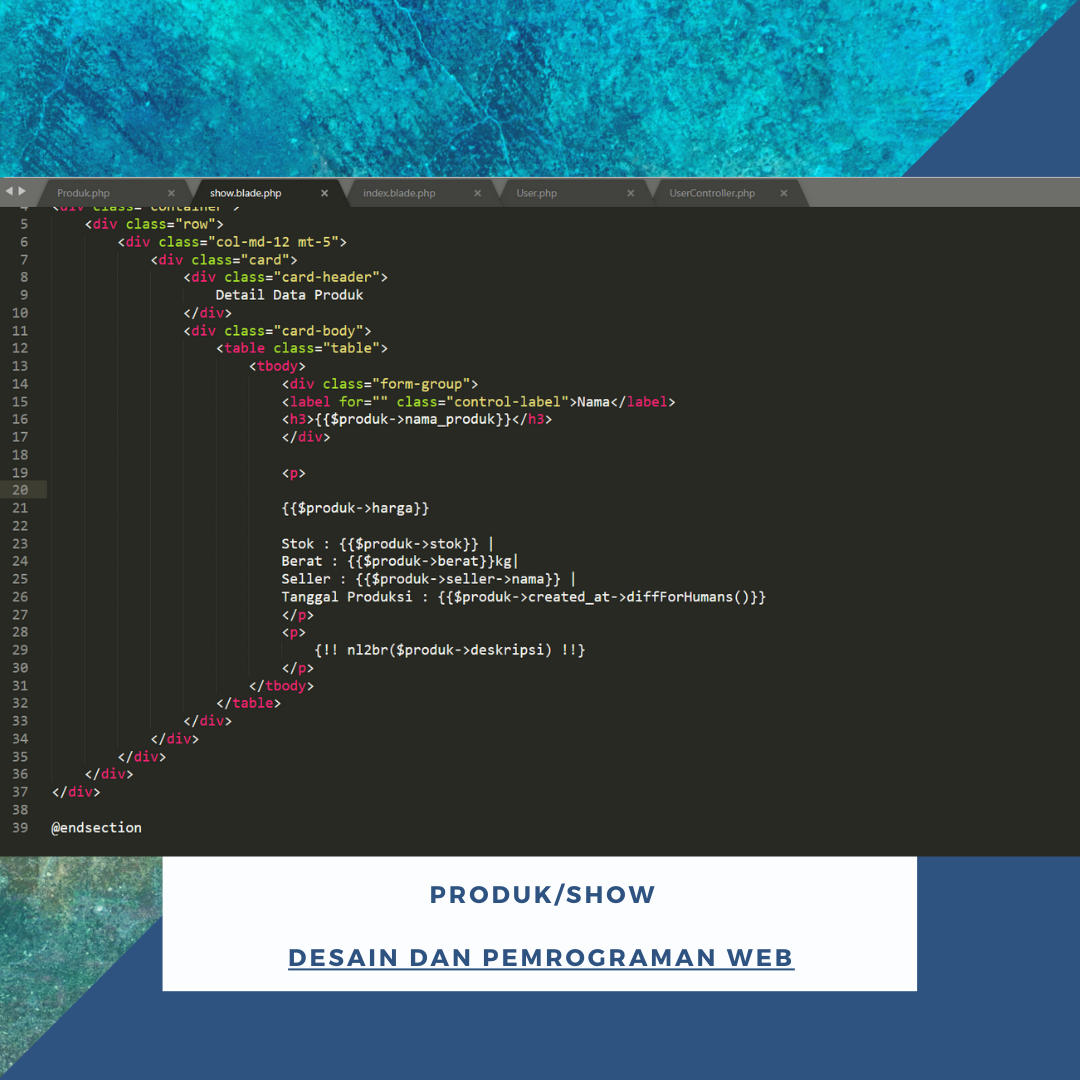 Produk.php × show.blade.php × index.blade.php × User.php × UserController.php ×
4 <div class="container">
5 <div class="row">
6 <div class="col-md-12 mt-5">
7 <div class="card">
8 <div class="card-header">
9 Detail Data Produk
10 </div>
11 <div class="card-body">
12 <table class="table">
13 <tbody>
14 <div class="form-group">
15 <label for="" class="control-label">Nama</label>
16 <h3>{{$produk->nama_produk}}</h3>
17 </div>
18
19 <p>
20
21 {{$produk->harga}}
22
23 Stok : {{$produk->stok}} |
24 Berat : {{$produk->berat}}kg|
25 Seller : {{$produk->seller->nama}} |
26 Tanggal Produksi : {{$produk->created_at->diffForHumans()}}
27 </p>
28 <p>
29 {!! nl2br($produk->deskripsi) !!}
30 </p>
31 </tbody>
32 </table>
33 </div>
34 </div>
35 </div>
36 </div>
37 </div>
38
39 @endsection
PRODUK/SHOW
DESAIN DAN PEMROGRAMAN WEB